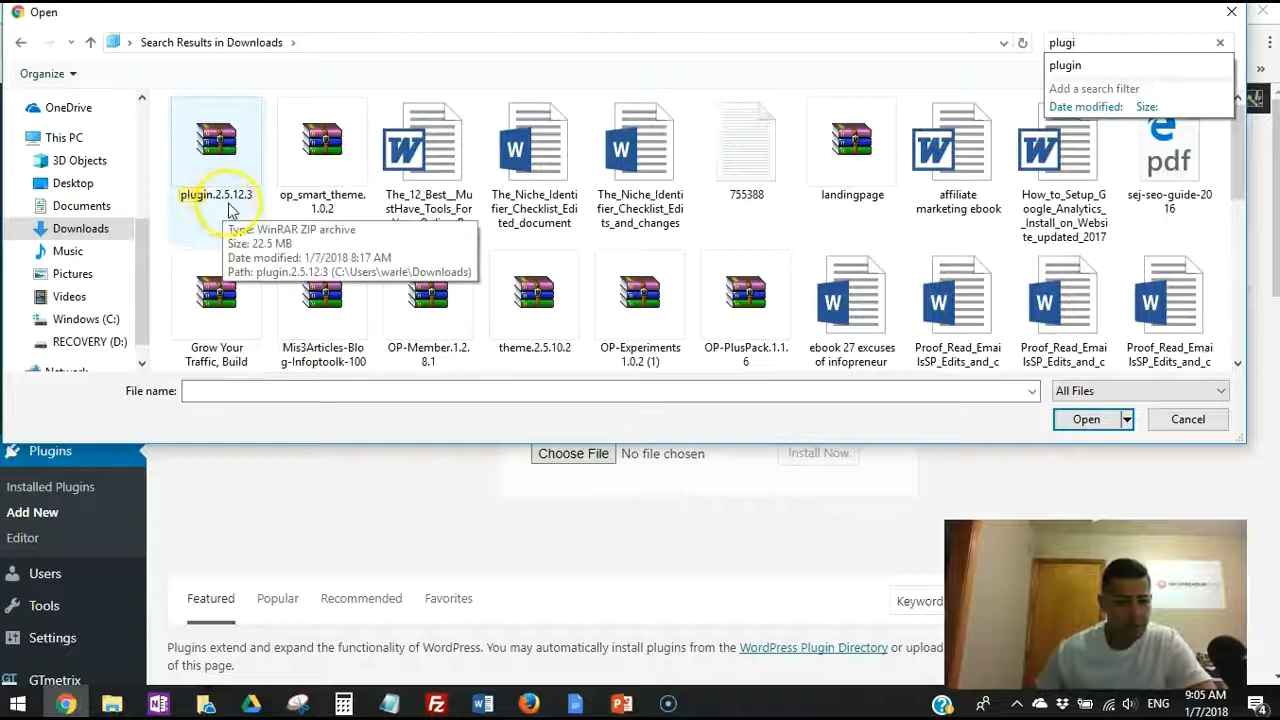 Open
Search Results in Downloads
plugi
plugin
Add a search filter
Date modified: Size:
Organize
OneDrive
This PC
3D Objects
Desktop
Documents
Downloads
Music
Pictures
Videos
Windows (C:)
RECOVERY (D:)
plugin.2.5.12.3
op_smart_theme.
1.0.2
The_12_Best__Mu
stHave_Tools_For
The_Niche_Identi
fier_Checklist_Edi
ted_document
The_Niche_Identi
fier_Checklist_Edi
ts_and_changes
755388
landingpage
affiliate
marketing ebook
How_to_Setup_G
oogle_Analytics_
_Install_on_Websi
te_updated_2017
pdf
sej-seo-guide-20
16
Type: WinRAR ZIP archive
Size: 22.5 MB
Date modified: 1/7/2018 8:17 AM
Path: plugin.2.5.12.3 (C:\Users\warle\Downloads)
Grow Your
Traffic, Build
Mis3Articles-Blo
g-Infoptoolk-100
OP-Member.1.2.
8.1
theme.2.5.10.2
OP-Experiments
1.0.2 (1)
OP-PlusPack.1.1.
6
ebook 27 excuses
of infopreneur
Proof_Read_Emai
lsSP_Edits_and_c
Proof_Read_Emai
lsSP_Edits_and_c
Proof_Read_Emai
lsSP_Edits_and_c
File name:
All Files
Open
Cancel
Plugins
Installed Plugins
Add New
Editor
Users
Tools
Settings
GTmetrix
Choose File No file chosen
Install Now
Featured
Popular
Recommended
Favorites
Keyword
Plugins extend and expand the functionality of WordPress. You may automatically install plugins from the WordPress Plugin Directory or upload
of this page.
ENG
9:05 AM
1/7/2018
4